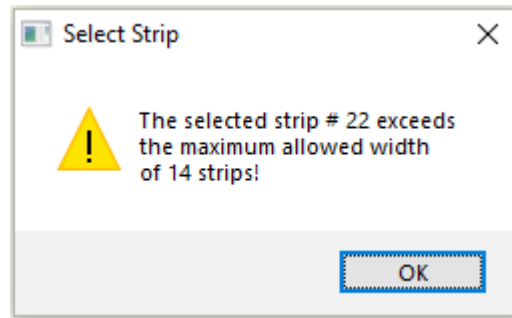 Select Strip
The selected strip # 22 exceeds
the maximum allowed width
of 14 strips!
OK